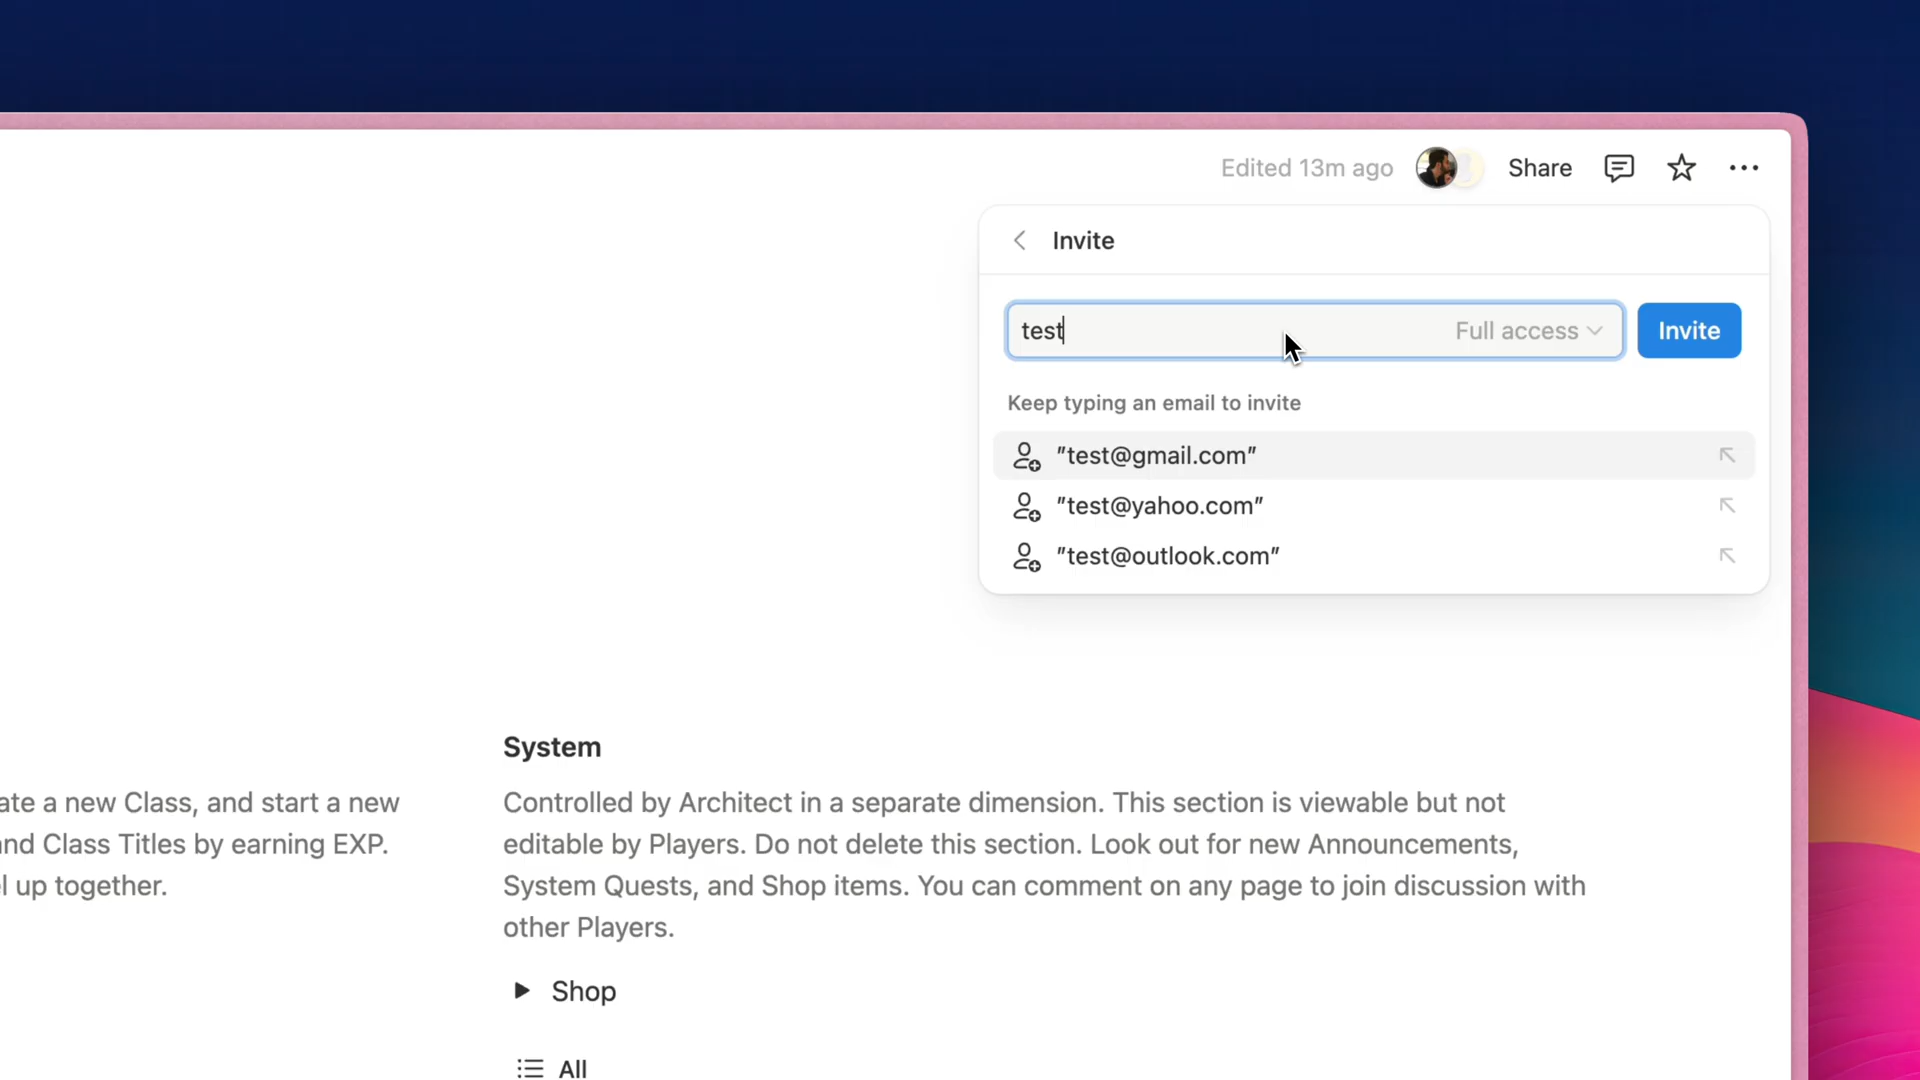 Edited 13m ago
Share
Invite
test
Full access
Invite
Keep typing an email to invite
"test@gmail.com"
"test@yahoo.com"
"test@outlook.com"
ate a new Class, and start a new
and Class Titles by earning EXP.
l up together.
System
Controlled by Architect in a separate dimension. This section is viewable but not
editable by Players. Do not delete this section. Look out for new Announcements,
System Quests, and Shop items. You can comment on any page to join discussion with
other Players.
Shop
All